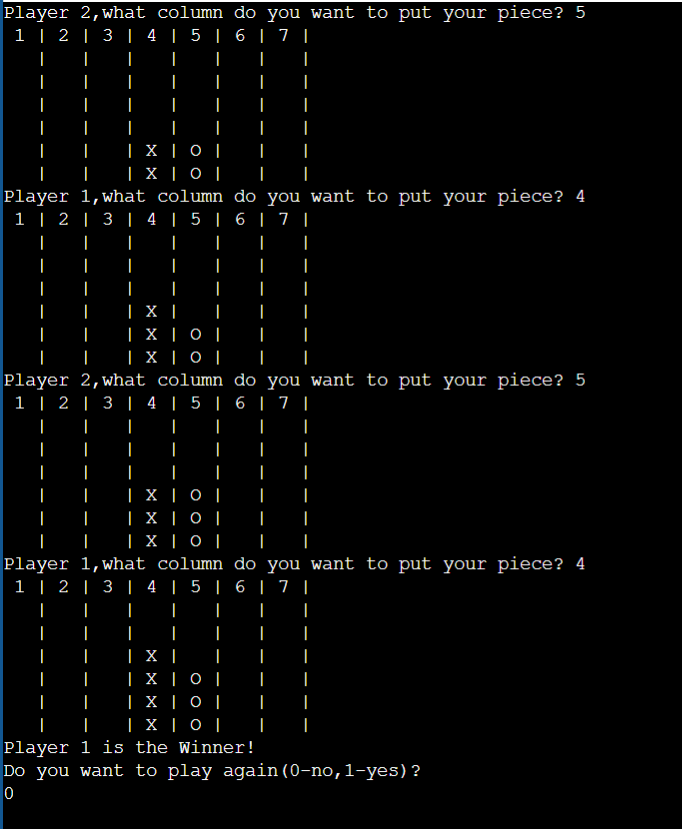 Player 2,what column do you want to put your piece? 5
 1 | 2 | 3 | 4 | 5 | 6 | 7 |
   |   |   |   |   |   |   |
   |   |   |   |   |   |   |
   |   |   |   |   |   |   |
   |   |   |   |   |   |   |
   |   |   | X | O |   |   |
   |   |   | X | O |   |   |
Player 1,what column do you want to put your piece? 4
 1 | 2 | 3 | 4 | 5 | 6 | 7 |
   |   |   |   |   |   |   |
   |   |   |   |   |   |   |
   |   |   |   |   |   |   |
   |   |   | X |   |   |   |
   |   |   | X | O |   |   |
   |   |   | X | O |   |   |
Player 2,what column do you want to put your piece? 5
 1 | 2 | 3 | 4 | 5 | 6 | 7 |
   |   |   |   |   |   |   |
   |   |   |   |   |   |   |
   |   |   |   |   |   |   |
   |   |   | X | O |   |   |
   |   |   | X | O |   |   |
   |   |   | X | O |   |   |
Player 1,what column do you want to put your piece? 4
 1 | 2 | 3 | 4 | 5 | 6 | 7 |
   |   |   |   |   |   |   |
   |   |   |   |   |   |   |
   |   |   | X |   |   |   |
   |   |   | X | O |   |   |
   |   |   | X | O |   |   |
   |   |   | X | O |   |   |
Player 1 is the Winner!
Do you want to play again(0-no,1-yes)?
0